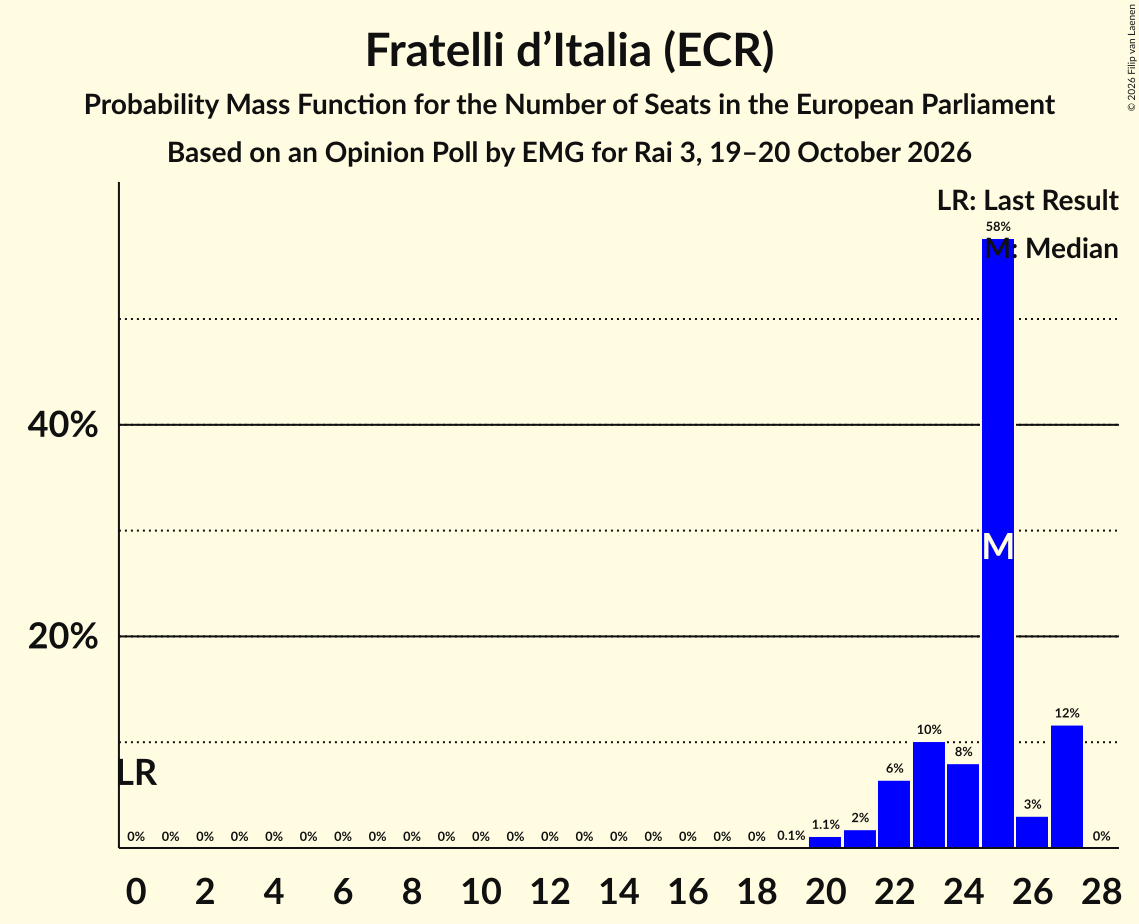 Fratelli d’Italia (ECR)
Probability Mass Function for the Number of Seats in the European Parliament
Based on an Opinion Poll by EMG for Rai 3, 19–20 October 2026
© 2026 Filip van Laenen
LR: Last Result
M: Median
40%
20%
LR
M
0% 0% 0% 0% 0% 0% 0% 0% 0% 0% 0% 0% 0% 0% 0% 0% 0% 0% 0% 0.1% 1.1% 2% 6% 10% 8% 58% 3% 12% 0%
0 2 4 6 8 10 12 14 16 18 20 22 24 26 28